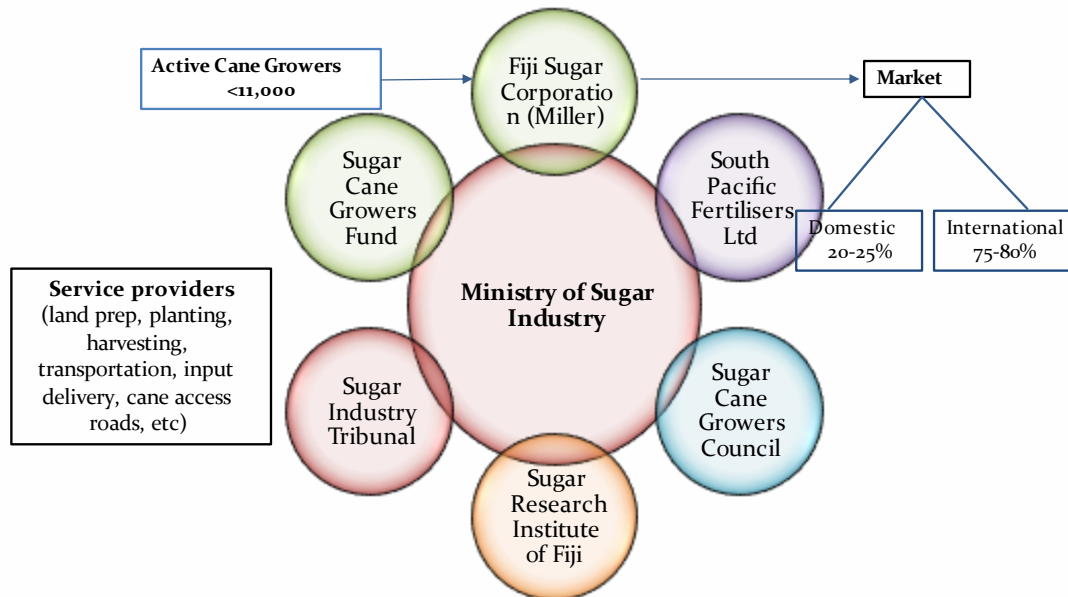 Active Cane Growers
<11,000
Fiji Sugar
Corporatio
n (Miller)
Market
Sugar
Cane
Growers
Fund
South
Pacific
Fertilisers
Ltd
Domestic
20-25%
International
75-80%
Ministry of Sugar
Industry
Service providers
(land prep, planting,
harvesting,
transportation, input
delivery, cane access
roads, etc)
Sugar
Industry
Tribunal
Sugar
Cane
Growers
Council
Sugar
Research
Institute
of Fiji